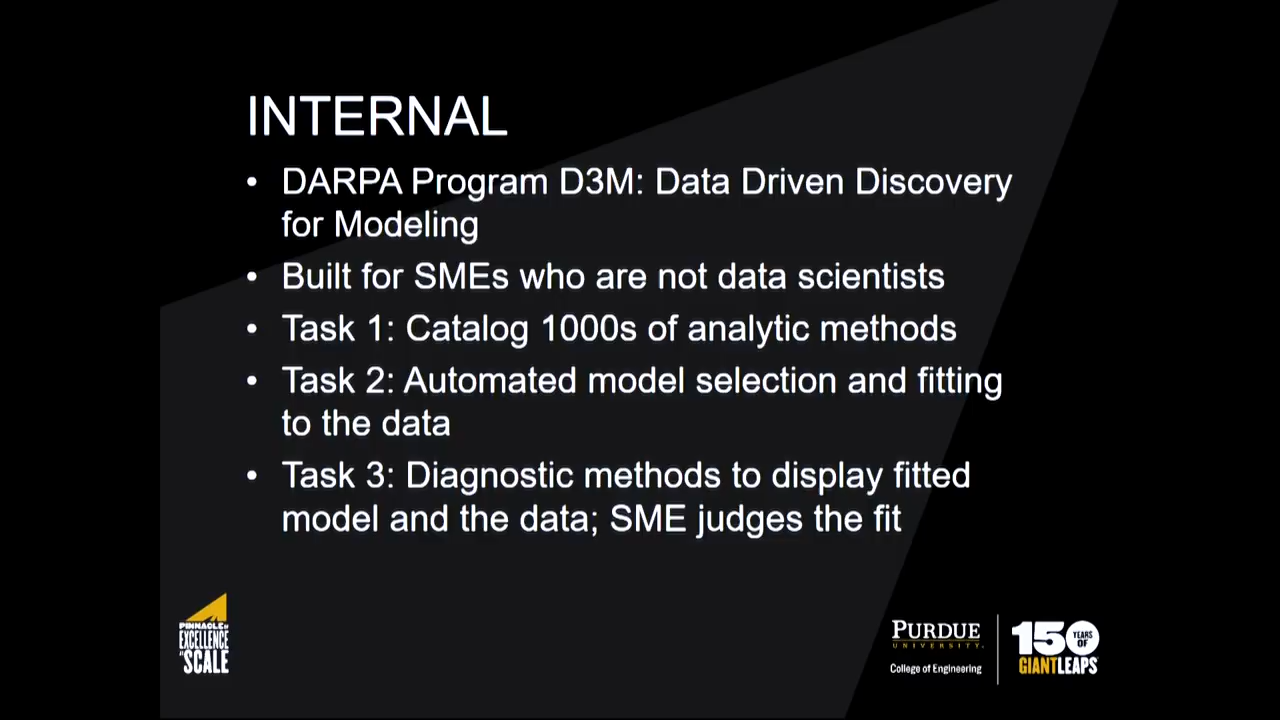 INTERNAL
• DARPA Program D3M: Data Driven Discovery
for Modeling
• Built for SMEs who are not data scientists
• Task 1: Catalog 1000s of analytic methods
• Task 2: Automated model selection and fitting
to the data
• Task 3: Diagnostic methods to display fitted
model and the data; SME judges the fit
PINNACLE OF
EXCELLENCE
AT SCALE
PURDUE
UNIVERSITY
College of Engineering
150 YEARS OF
GIANT LEAPS